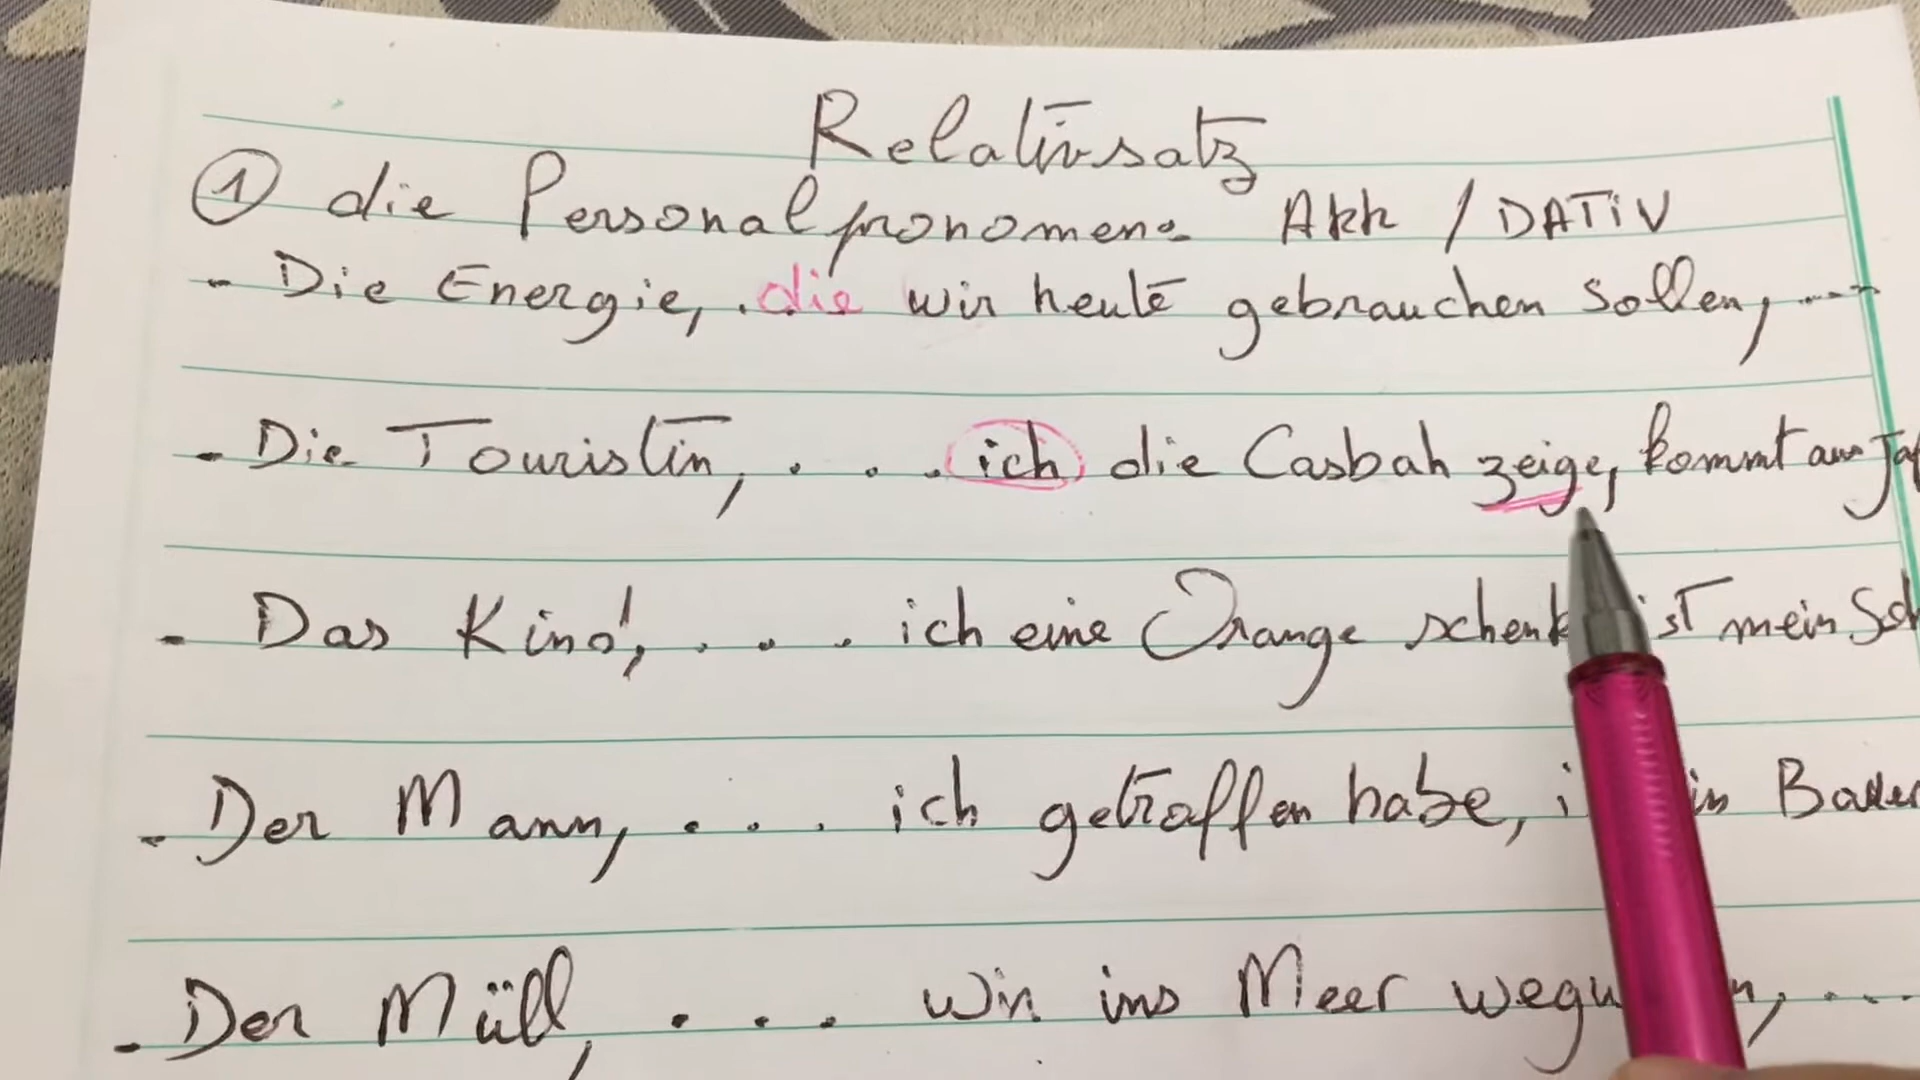 Relativsatz
① die Personalpronomen Akk / DATIV
- Die Energie, . die wir heute gebrauchen sollen, ....
- Die Touristin, . . . ich die Casbah zeige, kommt aus
- Das Kind, . . . ich eine Orange ist mein
- Der Mann, . . . ich getroffen habe, in
- Der Müll, . . . wir ins Meer ....